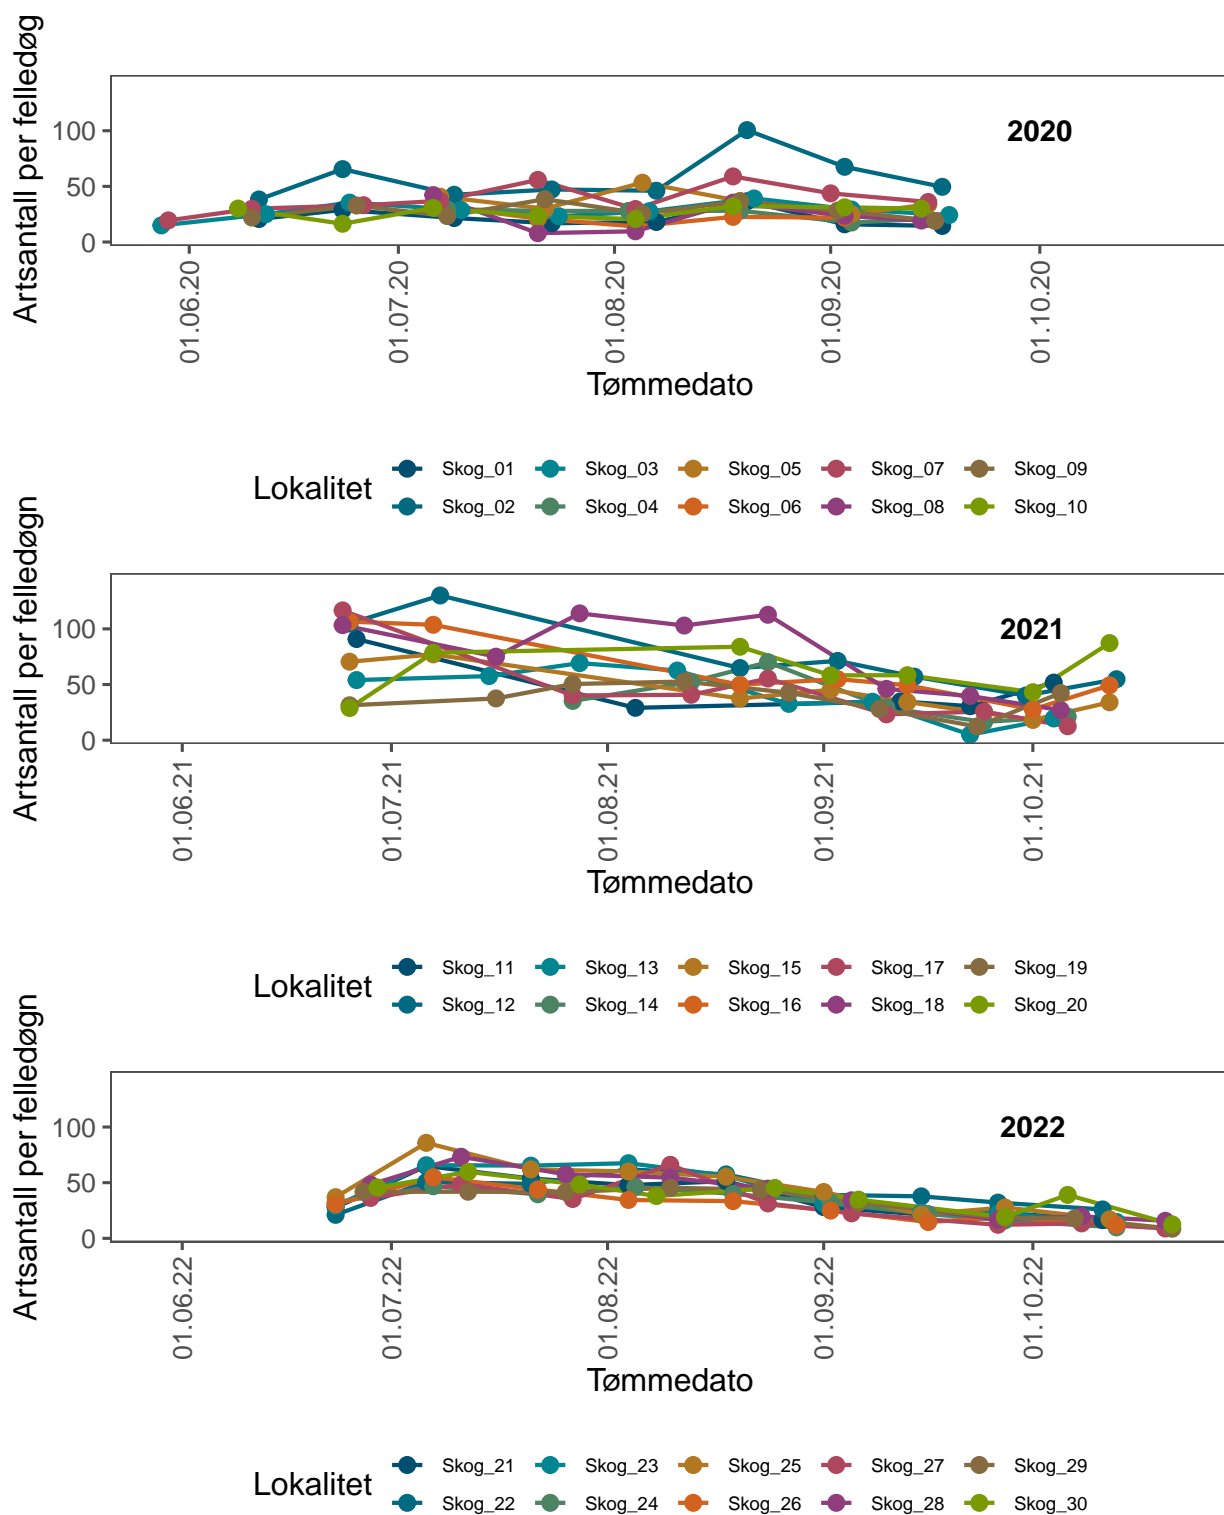 Artsantall per felledøg
100
50
0
2020
01.06.20
01.07.20
01.08.20
01.09.20
01.10.20
Tømmedato
Lokalitet
Skog_01 Skog_03 Skog_05 Skog_07 Skog_09
Skog_02 Skog_04 Skog_06 Skog_08 Skog_10
Artsantall per felledøgn
100
50
0
2021
01.06.21
01.07.21
01.08.21
01.09.21
01.10.21
Tømmedato
Lokalitet
Skog_11 Skog_13 Skog_15 Skog_17 Skog_19
Skog_12 Skog_14 Skog_16 Skog_18 Skog_20
Artsantall per felledøgn
100
50
0
2022
01.06.22
01.07.22
01.08.22
01.09.22
01.10.22
Tømmedato
Lokalitet
Skog_21 Skog_23 Skog_25 Skog_27 Skog_29
Skog_22 Skog_24 Skog_26 Skog_28 Skog_30